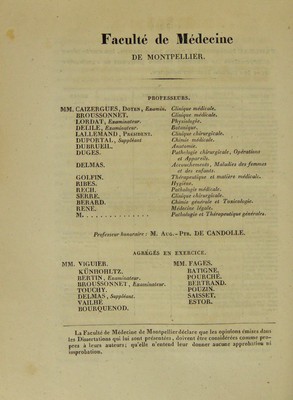 Faculté de Médecine
DE MONTPELLIER.
PROFESSEURS.
MM. CAIZERGUES, Doyen, Examin. Clinique médicale.
BROUSSONNET. Clinique médicale.
LORDAT, Examinateur. Physiologie.
DELILE, Examinateur. Botanique.
LALLEMAND, Président. Clinique chirurgicale.
DUPORTAL, Suppléant Chimie médicale.
DUBRUEIL. Anatomie.
DUGES. Pathologie chirurgicale, Opérations
et Appareils.
DELMAS. Accouchements, Maladies des femmes
et des enfants.
GOLFIN. Thérapeutique et matière médicale.
RIBES. Hygiène.
RECH. Pathologie médicale.
SERRE. Clinique chirurgicale.
BERARD. Chimie générale et Toxicologie.
RENÉ. Médecine légale.
M. . . . . . . . . . . . . . Pathologie et Thérapeutique générales.
Professeur honoraire : M. Aug.-Pyr. DE CANDOLLE.
AGRÉGÉS EN EXERCICE.
MM. VIGUIER.
KÜNHOHLTZ.
BERTIN, Examinateur.
BROUSSONNET, Examinateur.
TOUCHY.
DELMAS, Suppléant.
VAILHÉ
BOURQUENOD.
MM. FAGES.
BATIGNE.
POURCHÉ.
BERTRAND.
POUZIN.
SAISSET.
ESTOR.
La Faculté de Médecine de Montpellier déclare que les opinions émises dans
les Dissertations qui lui sont présentées, doivent être considérées comme pro-
pres à leurs auteurs; qu'elle n'entend leur donner aucune approbation ni
improbation.